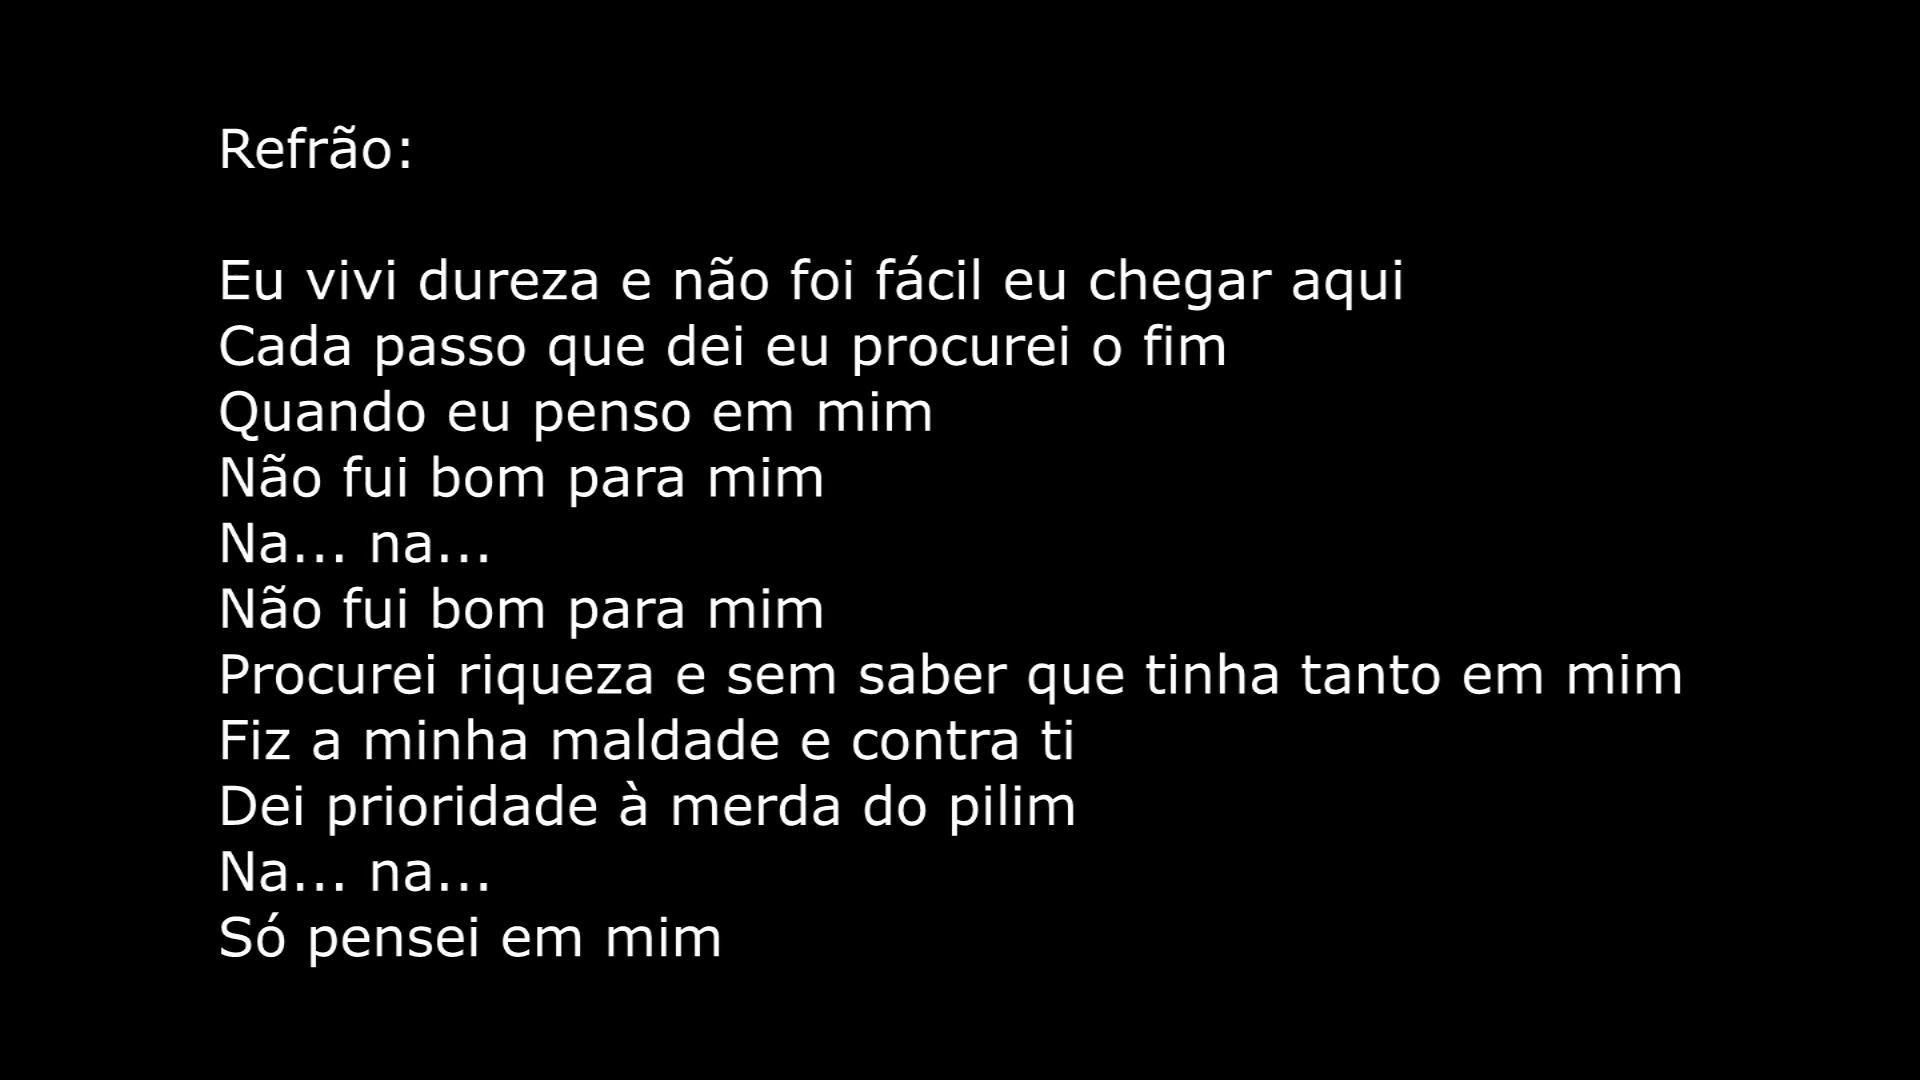 Refrão:
Eu vivi dureza e não foi fácil eu chegar aqui
Cada passo que dei eu procurei o fim
Quando eu penso em mim
Não fui bom para mim
Na... na...
Não fui bom para mim
Procurei riqueza e sem saber que tinha tanto em mim
Fiz a minha maldade e contra ti
Dei prioridade à merda do pilim
Na... na...
Só pensei em mim